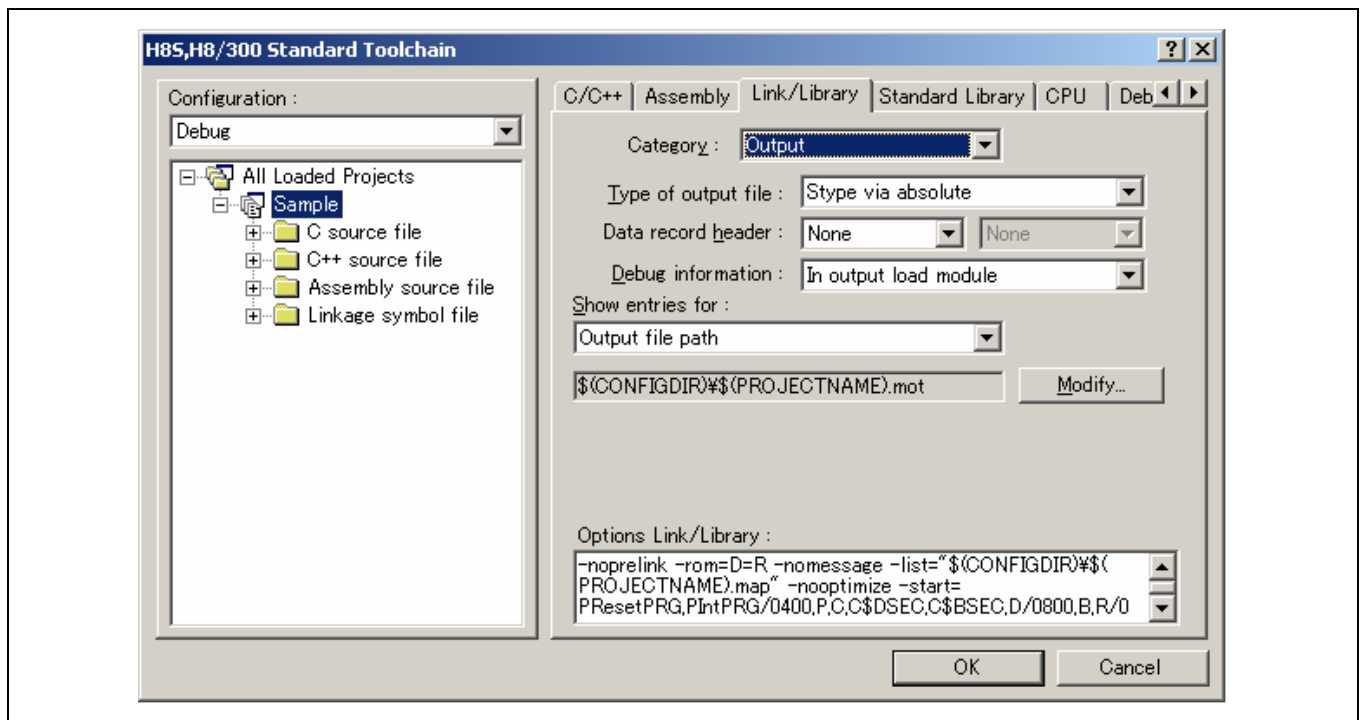 H8S,H8/300 Standard Toolchain
Configuration :
Debug
All Loaded Projects
Sample
C source file
C++ source file
Assembly source file
Linkage symbol file
C/C++ Assembly Link/Library Standard Library CPU Deb
Category : Output
Type of output file : Stype via absolute
Data record header : None None
Debug information : In output load module
Show entries for :
Output file path
$(CONFIGDIR)¥$(PROJECTNAME).mot Modify...
Options Link/Library :
-noprelink -rom=D=R -nomessage -list="$(CONFIGDIR)¥$(
PROJECTNAME).map" -nooptimize -start=
PResetPRG,PIntPRG/0400,P,C,C$DSEC,C$BSEC,D/0800,B,R/0
OK Cancel